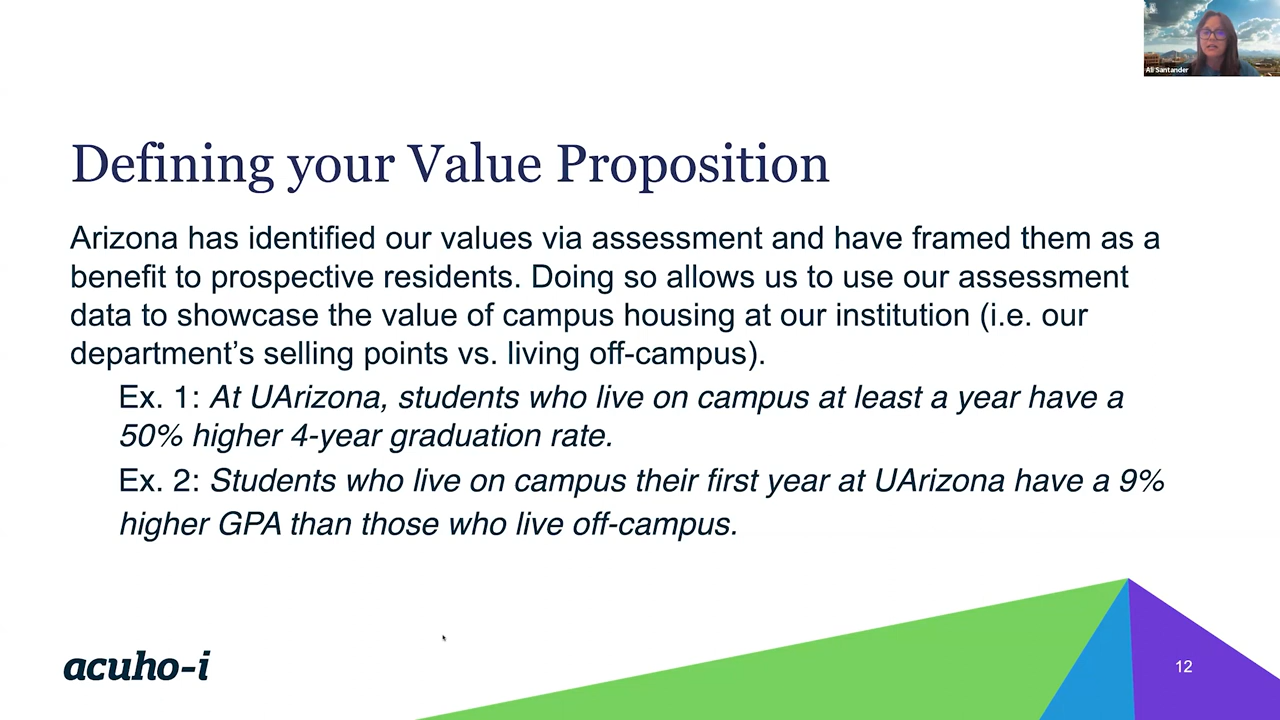 Ali Santander
Defining your Value Proposition
Arizona has identified our values via assessment and have framed them as a
benefit to prospective residents. Doing so allows us to use our assessment
data to showcase the value of campus housing at our institution (i.e. our
department’s selling points vs. living off-campus).
Ex. 1: At UArizona, students who live on campus at least a year have a
50% higher 4-year graduation rate.
Ex. 2: Students who live on campus their first year at UArizona have a 9%
higher GPA than those who live off-campus.
acuho-i
12